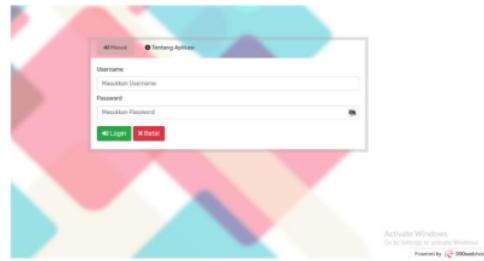 Masuk Tentang Aplikasi
Username
Masukkan Username
Password
Masukkan Password
Login Batal
Activate Windows
Go to Settings to activate Windows.
Powered by 000webhost